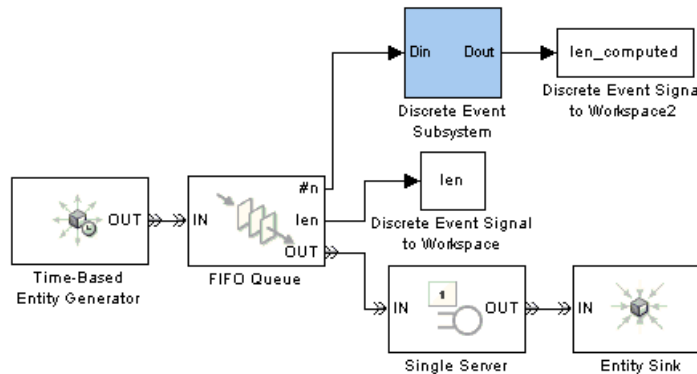 Din Dout
len_computed
Discrete Event
Subsystem
Discrete Event Signal
to Workspace2
#n
len
OUT
IN
len
Discrete Event Signal
to Workspace
OUT
Time-Based
Entity Generator
FIFO Queue
IN
1
OUT
Single Server
IN
Entity Sink